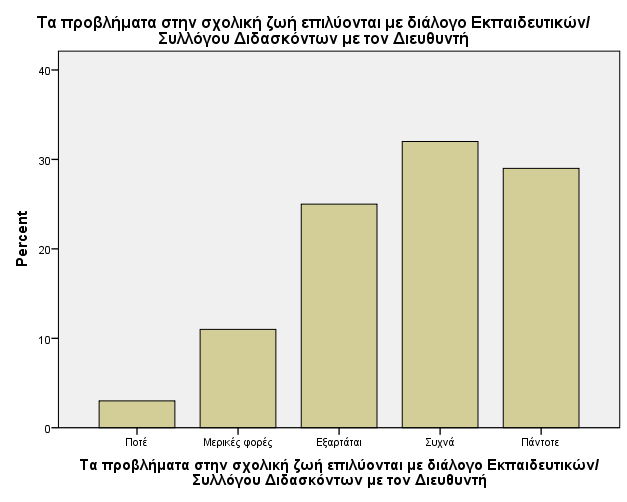 Τα προβλήματα στην σχολική ζωή επιλύονται με διάλογο Εκπαιδευτικών/
Συλλόγου Διδασκόντων με τον Διευθυντή
40
30
20
10
0
Percent
Ποτέ
Μερικές φορές
Εξαρτάται
Συχνά
Πάντοτε
Τα προβλήματα στην σχολική ζωή επιλύονται με διάλογο Εκπαιδευτικών/
Συλλόγου Διδασκόντων με τον Διευθυντή